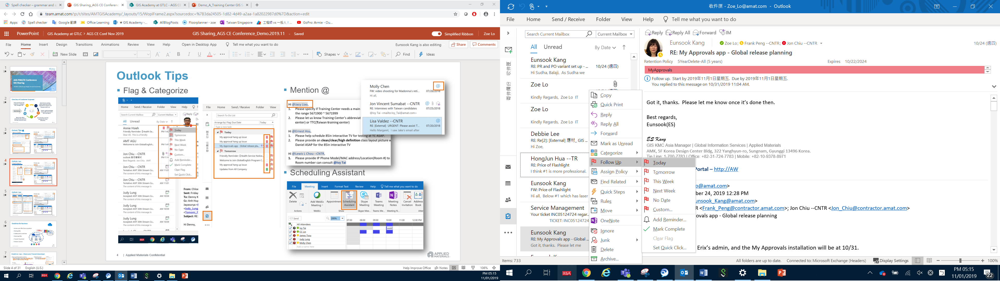 Spell checker – grammar and s
GIS Sharing_AGS CE Conferenc
GIS Academy at GTLC - AGS CE
Demo_A_Training Center GIS S
team.amat.com/:p:/r/sites/AMTGISAcademy/_layouts/15/WopiFrame2.aspx?sourcedoc=%7B3da24505-1d82-4d49-a2aa-1a82022987d0%7D&action=edit
Apps
Spell checker
Google 翻譯
Office Learning
★ GIS Academy -...
AllBlogPosts
Floorplanner - zoe
Taiwan Singapore
工程師 vs 一般人！...
GoPro: Armie - Ou...
PowerPoint
GIS Academy at GTLC > AGS CE Conf Nov 2019
GIS Sharing_AGS CE Conference_Demo.2019.11 - Saved
Simplified Ribbon
Zoe Lo
File Home Insert Design Transitions Animations Review View Help Open in Desktop App Tell me what you want to do
Eunsook Kang is also editing
Share
Comments
New Slide
Shapes
Find
Ideas
1
AGS FSM/CE Conference
GIS Sharing
2
One Day of Customer Engineer
3
Outlook Tips
4
Outlook Tips
5
Outlook Tips
6
OneDrive for Business
7
OneDrive Tips – Share and Prevent Download
Outlook Tips
Flag & Categorize
Home Send / Receive Folder View Help
Search Current Mailbox
Current Mailbox
All Unread
By Date
Annie Hsieh
RE: Friendly Reminder:【Health Se...
Dear All, This is a friendly
AMT AGU
Welcome to Join GlobalEnglish...
Jon Chiu --CNTR
outlook 簽名檔樣式
Best Regards Jon Chiu AMT
Jon Chiu --CNTR
Tentative: AMT 30th Stream Co...
The content of this message is
Jon Chiu --CNTR
Tentative: AMT 30th Stream Co...
The content of this message is
Judy Lung
Accepted: AMT 30th Stream Co...
The content of this message is
Judy Lung
Accepted: AMT 30th Stream Co...
The content of this message is
Judy Lung
Accepted: AMT 30th Stream Co...
The content of this message is
Today
Tomorrow
This Week
Next Week
No Date
Custom...
Add Reminder...
Mark Complete
Clear Flag
Set Quick Click...
From: Chloe
Sent: Friday
To: Denny K
Cc: Anh Huy
Subject: RE:
Hi Denny,
File Home Send / Receive Folder View
Search To-Do List
Arrange by: Flag: Due Date
Today
Type a new task
Today
My approval hang up issue
My approval hang up issue
My Approvals app - Global release pla...
Tomorrow
Friendly Reminder:【Health Service Notice...
Welcome to Join GlobalEnglish Program C...
My approval hang up issue
Updates from All Company
Mention @
Hi @Jacy Liao,
1. Please specify if Training Center needs a main
the range 5671900 ~ 5671999
2. Please let us know Training Center's abbreviat
center) or TTC(Taiwan training center)
Hi @Ernest Hsu,
1. Please help schedule 85in interactive TV for testing at TC ASAP.
2. Please provide an clean/clear/high definition class layout picture w
Daniel ASAP for the 85in interactive TV
Hi @Lewis L Chou --CNTR,
1. Please provide IP Phone Model/MAC address/Location(Room #) to
Room number can consult @Ivy Tai
Molly Chen
FW: video shooting for Madonna's reti...
07/26/2018
Hi all,
Jon Vincent Sumabat --CNTR
RE: Interviews with Taiwan candidates
07/25/2018
@Ivy Tai <mailto:Ivy_Tai@amat.com>
Lisa Valdez --CNTR
RE: [External] URGENT: Please assist T...
07/20/2018
Hello Margaret, I saw Jake's email after
Scheduling Assistant
File Meeting Insert Format Text Review Help Tell me what you want to do
Delete
Add WebEx Meeting
Appointment
Scheduling Assistant
Skype Meeting
Teams Meeting
Meeting Notes
Cancel Invitation
Address Book
Actions WebEx Show Skype Mee... Teams Me... Meeting N... Atter
Send
200%
07:00 08:00 09:00 10:00 11:00 12:00 PM
All Attendees
Ivy Tai
CC Lin
James Tsou
Judy Lung
Molly Chen
Add a name here
4 | Applied Materials Confidential
APPLIED MATERIALS
Slide 4 of 31 English (U.S.)
Help Improve Office
Notes
106%
PM 05:15
11/01/2019
收件匣 - Zoe_Lo@amat.com - Outlook
File Home Send / Receive Folder View Help Tell me what you want to do
收件匣
寄件備份
Search Current Mailbox
Current Mailbox
All Unread
By Date
Eunsook Kang
RE: PR and PO variant set up - ...
10/24 (週四)
Hi Sudha, Balaji, As Sudha we
Zoe Lo
Kindly Regards, Zoe Lo IT
Zoe Lo
Kindly Regards, Zoe Lo IT
Debbie Lee
RE: Re[2]: [External] 應材_ GIS ...
Hi Zoe,
HongJun Hua --TR
RE: Price of Flashlight
I think #1 is more professional.
Eunsook Kang
FW: Price of Flashlight
Hi all, Below #1 which has laser
Service Management
Your ticket INC05124724 regar...
TICKET: INC05124724
Eunsook Kang
RE: My Approvals app - Global ...
Got it, thanks. Please let me
Copy
Quick Print
Reply
Reply All
Forward
Mark as Unread
Categorize
Follow Up
Assign Policy
Find Related
Quick Steps
Rules
Move
OneNote
Ignore
Junk
Delete
Archive...
Today
Tomorrow
This Week
Next Week
No Date
Custom...
Add Reminder...
Mark Complete
Clear Flag
Set Quick Click...
Reply Reply All Forward IM
Eunsook Kang
Zoe Lo; Frank Peng --CNTR; Jon Chiu --CNTR
10/24 (週四)
RE: My Approvals app - Global release planning
Retention Policy 5YearDelete-All (5 years)
Expires 10/22/2024
MyApprovals
Follow up. Start by 2019年11月1日星期五. Due by 2019年11月1日星期五.
You replied to this message on 10/31/2019 11:04 AM.
Got it, thanks. Please let me know once it's done then.
Best regards,
Eunsook(ES)
ES Kang
GIS KMC Asia Manager | Global Information Services | Applied Materials
AMK, 5F Korea Design Center Bldg, 322 Yanghyun-ro, Sungnam, Gyunggi 13496 Korea.
Tie Line: 1-700-7783 | Office: +82-31-724-7783 | Mobile: +82-10-9378-8971
Portal – http://AW
o@amat.com>
ber 24, 2019 12:28 PM
unsook_Kang@amat.com>
R <Frank_Peng@contractor.amat.com>; Jon Chiu --CNTR <Jon_Chiu@contractor.amat.com>
ovals app - Global release planning
Erix's admin, and the My Approvals installation will be at 10/31.
Items: 733
All folders are up to date.
Connected to: Microsoft Exchange (Headers)
Display Settings
100%
RSA
PM 05:15
11/01/2019
22